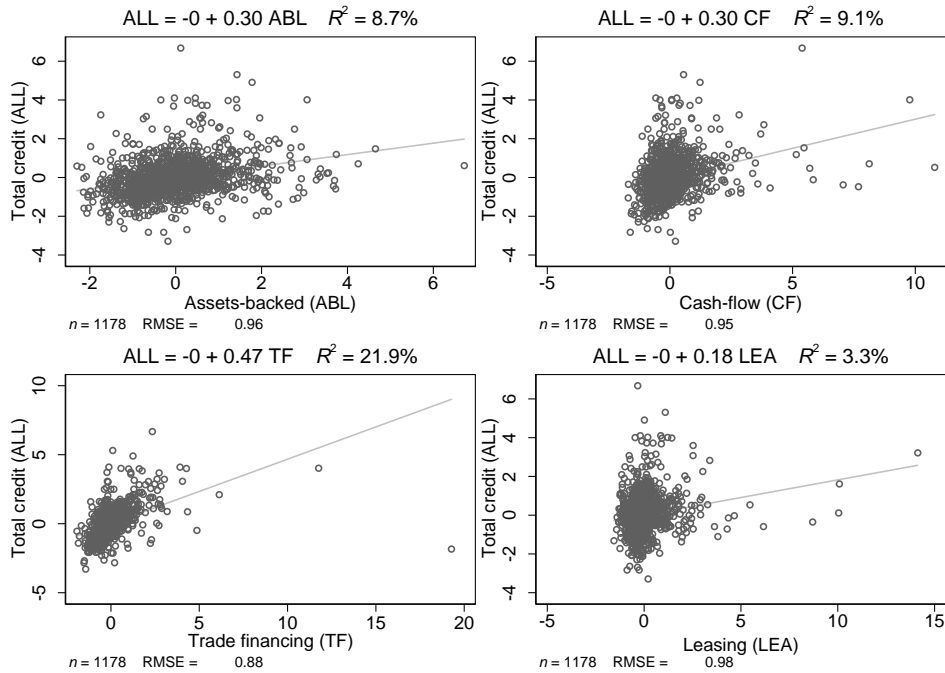 ALL = -0 + 0.30 ABL R² = 8.7%
Total credit (ALL)
6
4
2
0
-2
-4
-2 0 2 4 6
Assets-backed (ABL)
n = 1178 RMSE = 0.96
ALL = -0 + 0.30 CF R² = 9.1%
Total credit (ALL)
6
4
2
0
-2
-4
0 5 10
Cash-flow (CF)
n = 1178 RMSE = 0.95
ALL = -0 + 0.47 TF R² = 21.9%
Total credit (ALL)
10
5
0
-5
0 5 10 15 20
Trade financing (TF)
n = 1178 RMSE = 0.88
ALL = -0 + 0.18 LEA R² = 3.3%
Total credit (ALL)
6
4
2
0
-2
-4
-5 0 5 10 15
Leasing (LEA)
n = 1178 RMSE = 0.98